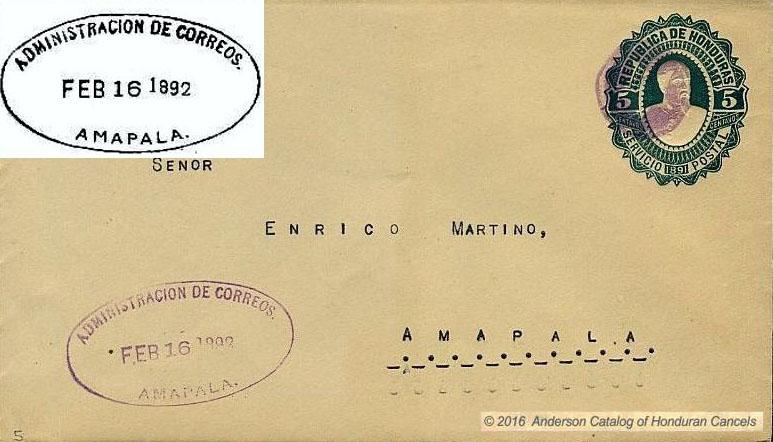 ADMINISTRACION DE CORREOS.
FEB 16 1892
AMAPALA.
REPUBLICA DE HONDURAS
5 5
CENTAVOS CENTAVOS
SERVICIO 1891 POSTAL
SENOR
ENRICO MARTINO,
AMAPALA.
ADMINISTRACION DE CORREOS.
FEB 16 1892
AMAPALA.
5
© 2016 Anderson Catalog of Honduran Cancels